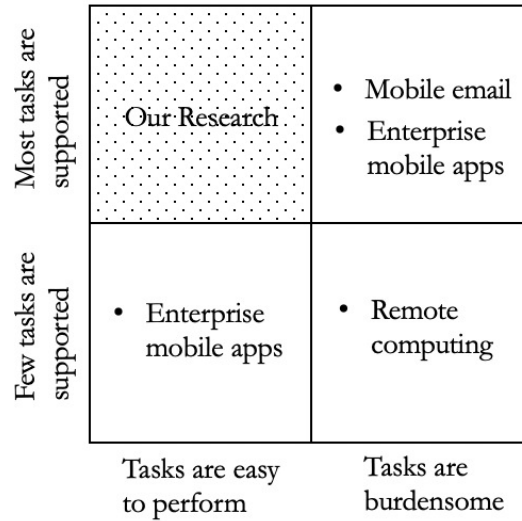 Most tasks are
supported
Our Research
• Mobile email
• Enterprise
mobile apps
Few tasks are
supported
• Enterprise
mobile apps
• Remote
computing
Tasks are easy
to perform
Tasks are
burdensome